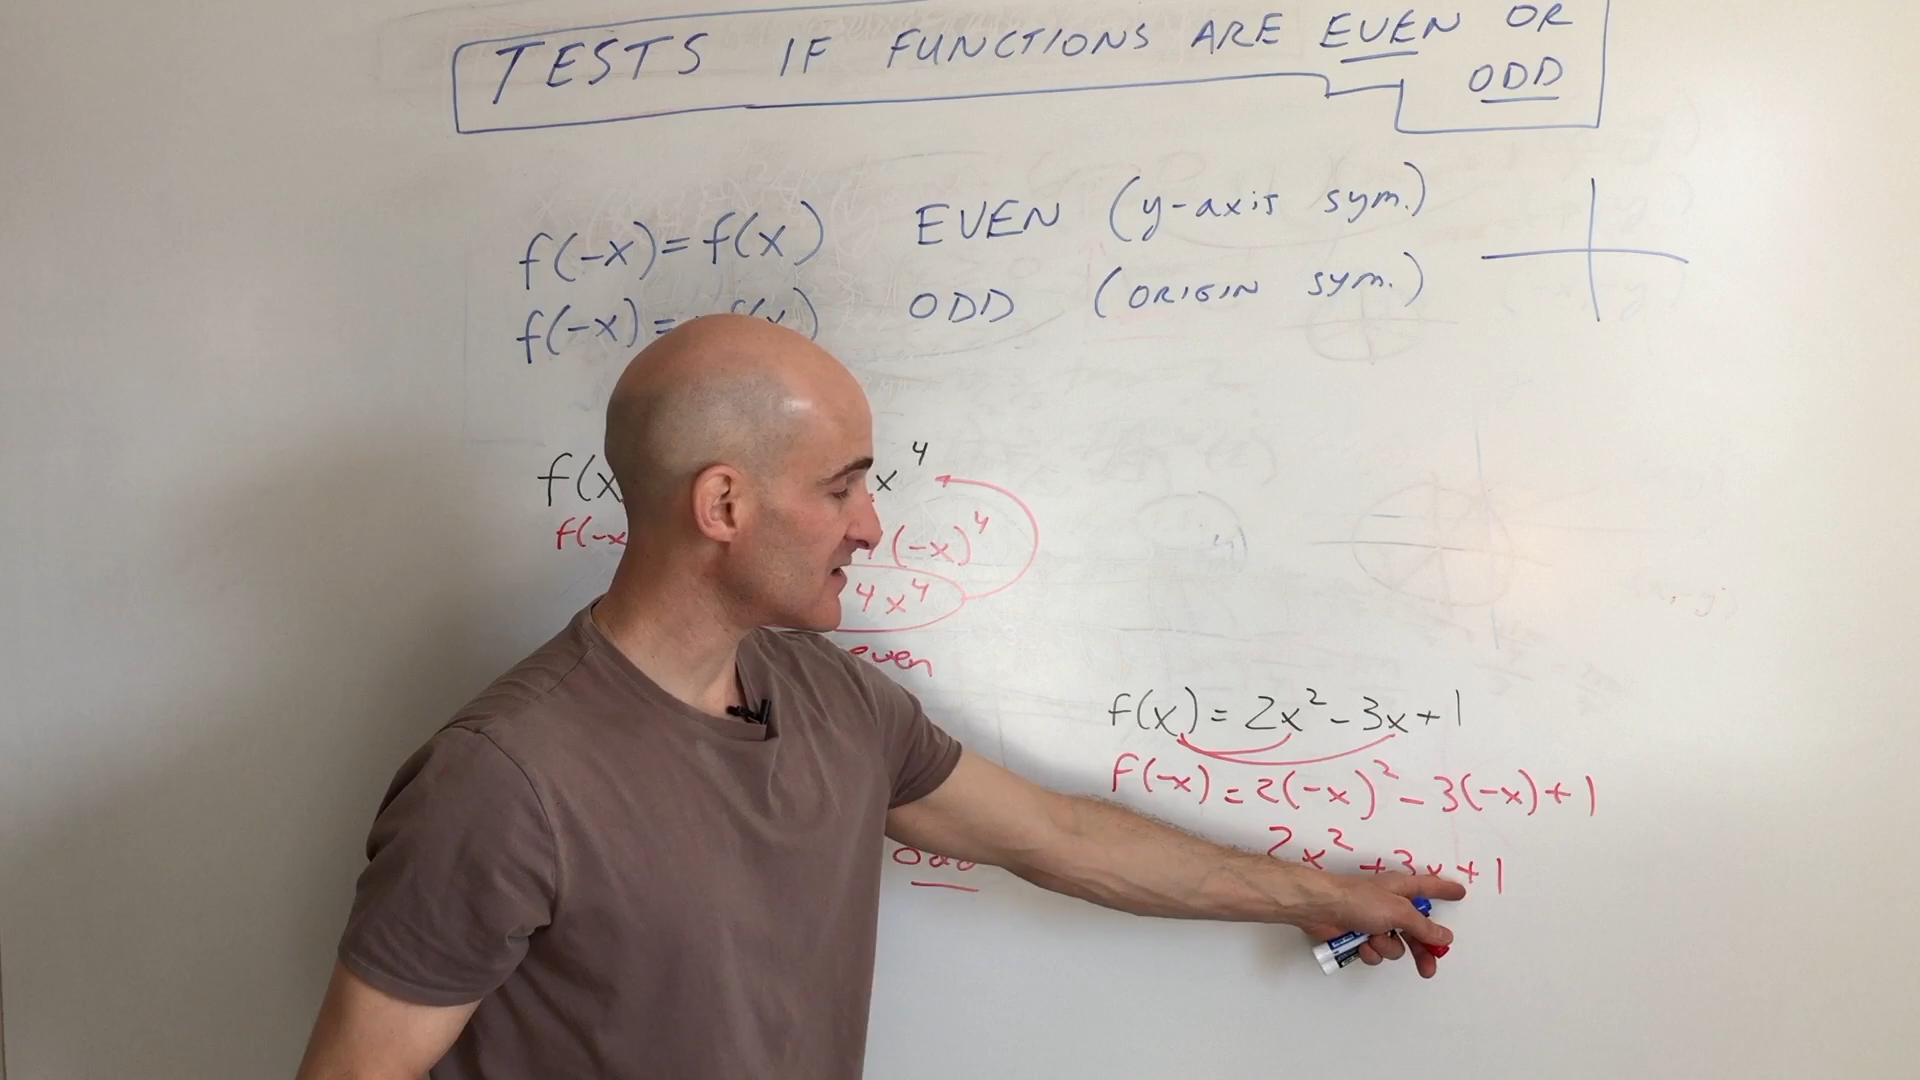 TESTS IF FUNCTIONS ARE EVEN OR
ODD
f(-x)=f(x) EVEN (y-axis sym.)
f(-x)= f(x) ODD (ORIGIN sym.)
f(x x⁴
f(-x (-x)⁴
4x⁴
even
odd
f(x)=2x²-3x+1
f(-x)=2(-x)²-3(-x)+1
2x²+3x+1